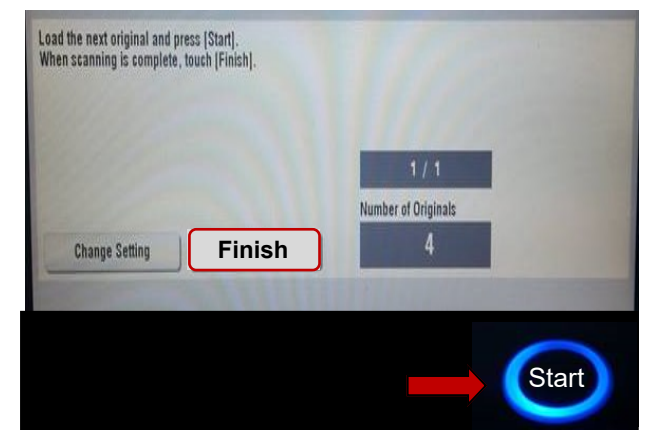 Load the next original and press [Start].
When scanning is complete, touch [Finish].
1 / 1
Number of Originals
4
Change Setting
Finish
Start